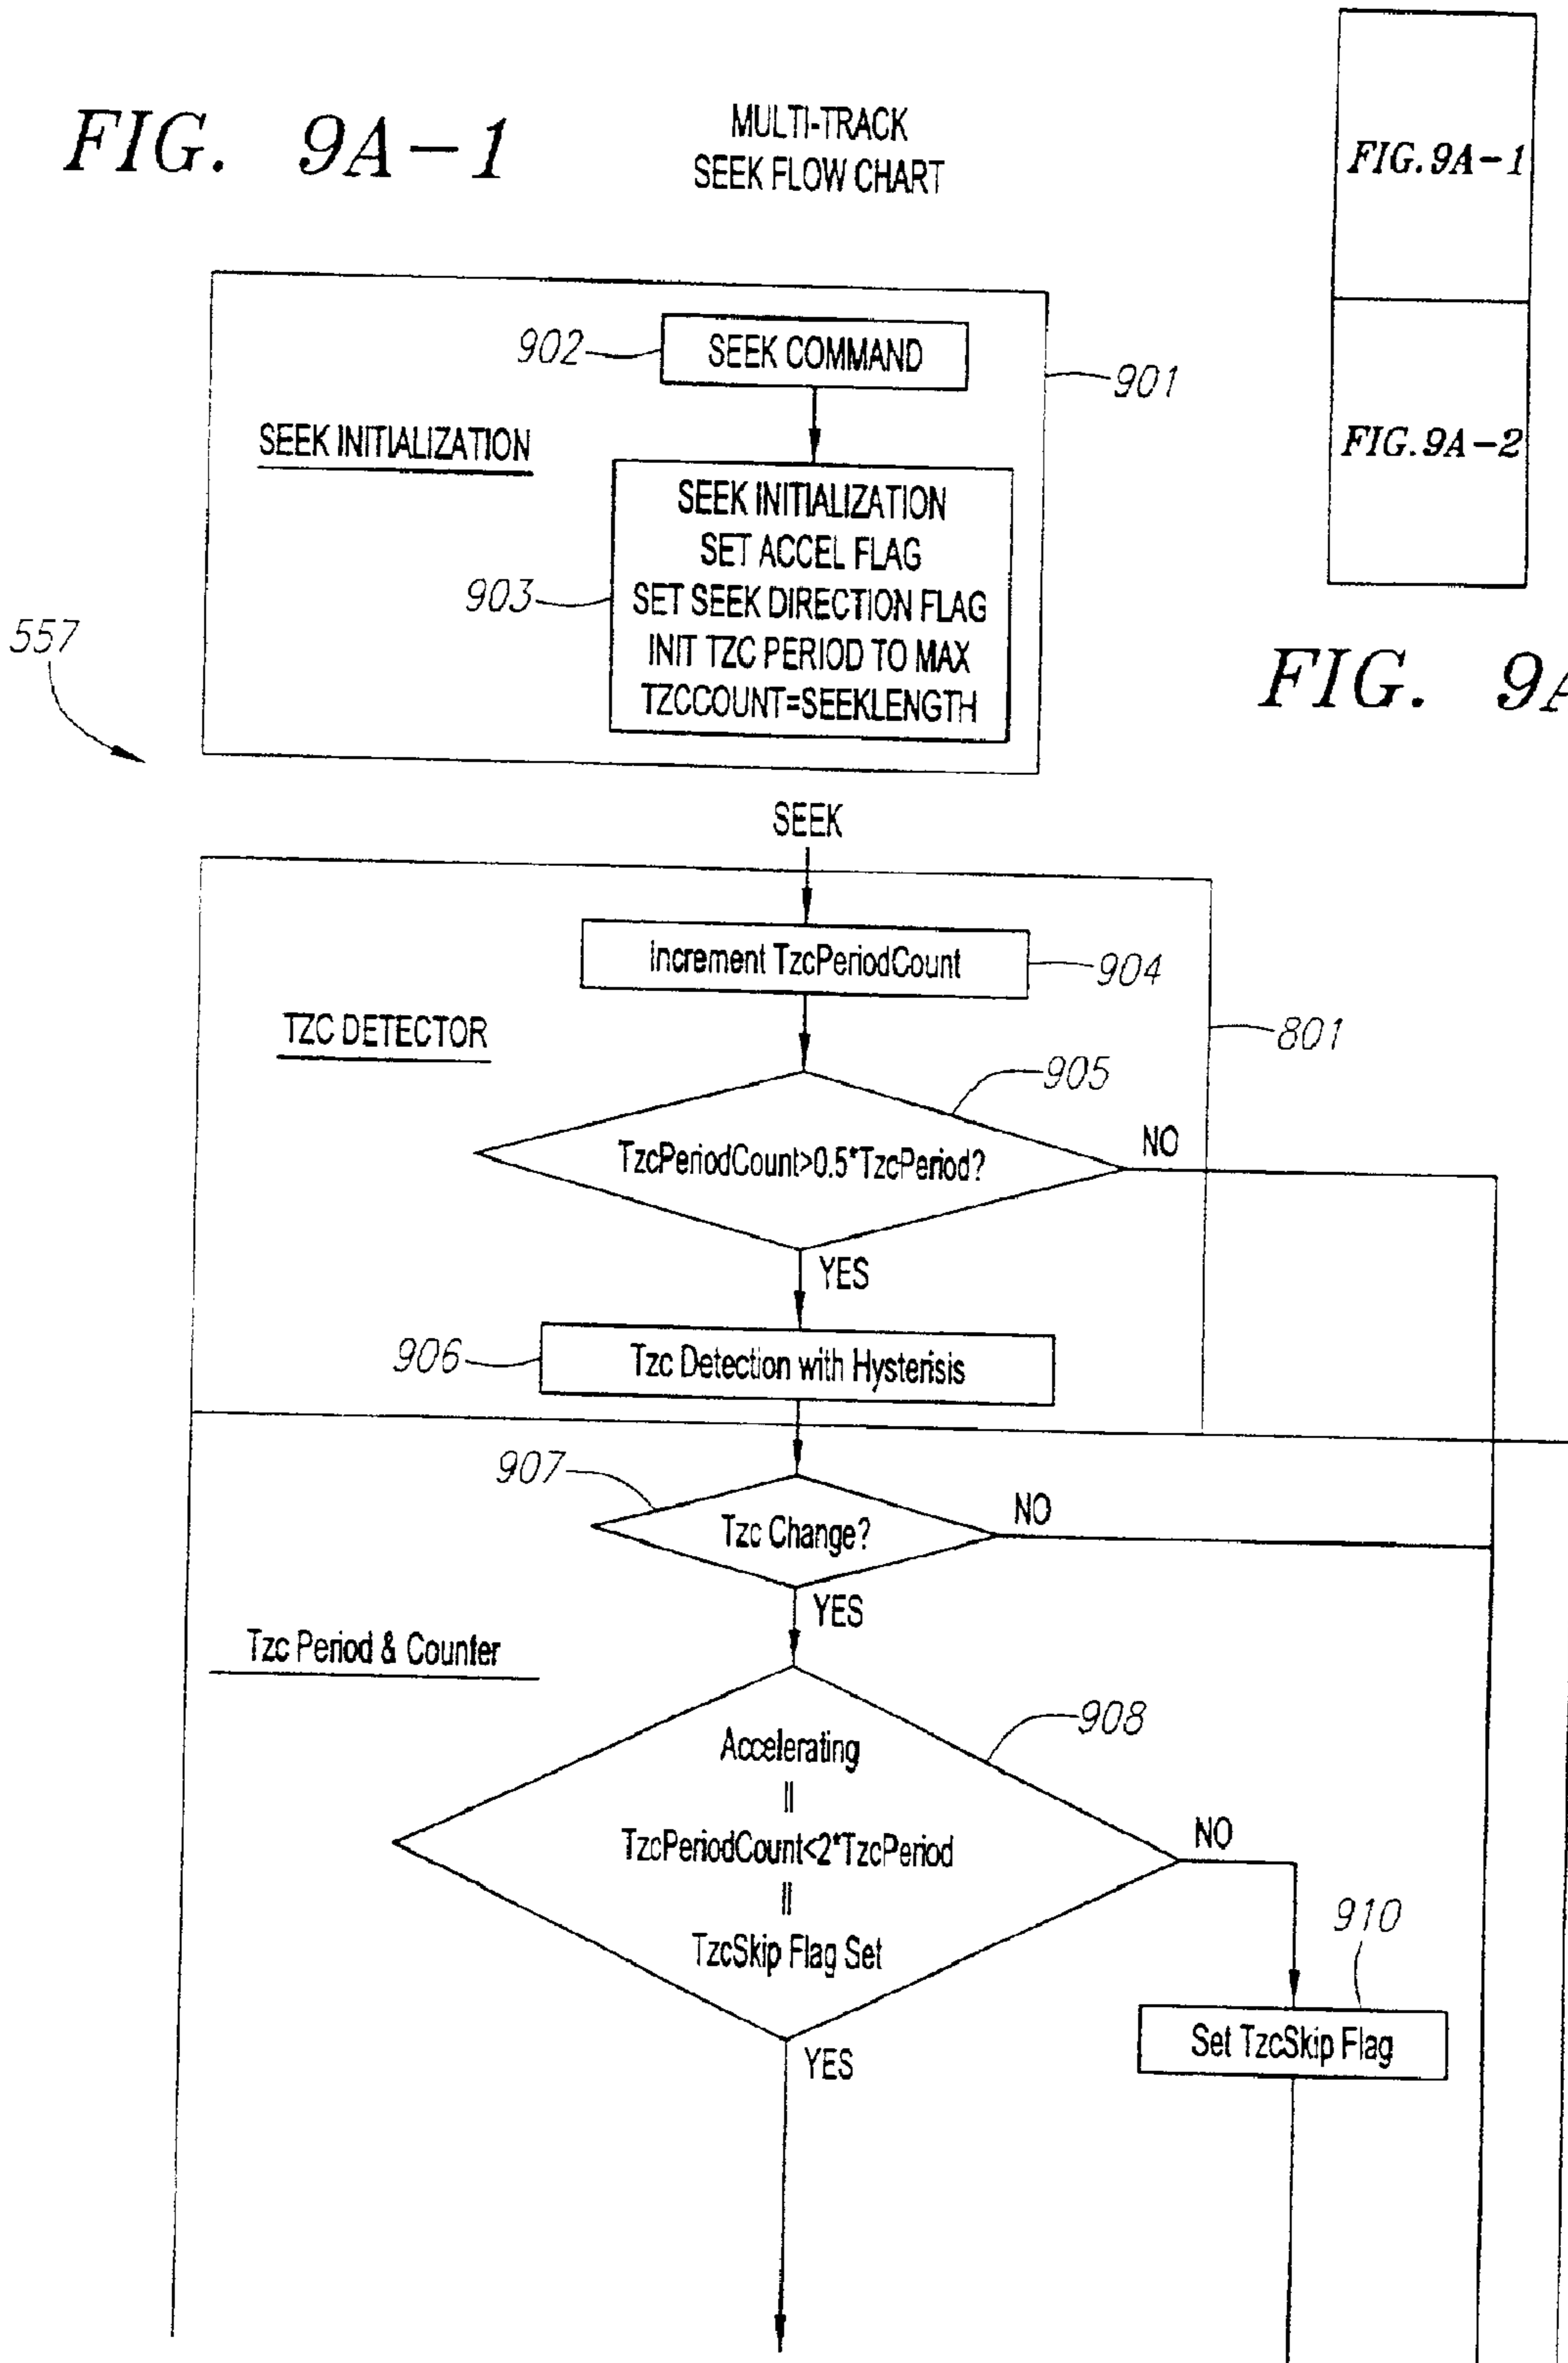 FIG. 9A-1
MULTI-TRACK
SEEK FLOW CHART
FIG.9A-1
FIG.9A-2
FIG. 9A
902
SEEK COMMAND
901
SEEK INITIALIZATION
903
SEEK INITIALIZATION
SET ACCEL FLAG
SET SEEK DIRECTION FLAG
INIT TZC PERIOD TO MAX
TZCCOUNT=SEEKLENGTH
557
SEEK
Increment TzcPeriodCount
904
TZC DETECTOR
801
905
TzcPeriodCount>0.5*TzcPeriod?
NO
YES
906
Tzc Detection with Hysterisis
907
Tzc Change?
NO
YES
Tzc Period & Counter
908
Accelerating
||
TzcPeriodCount<2*TzcPeriod
||
TzcSkip Flag Set
NO
910
Set TzcSkip Flag
YES